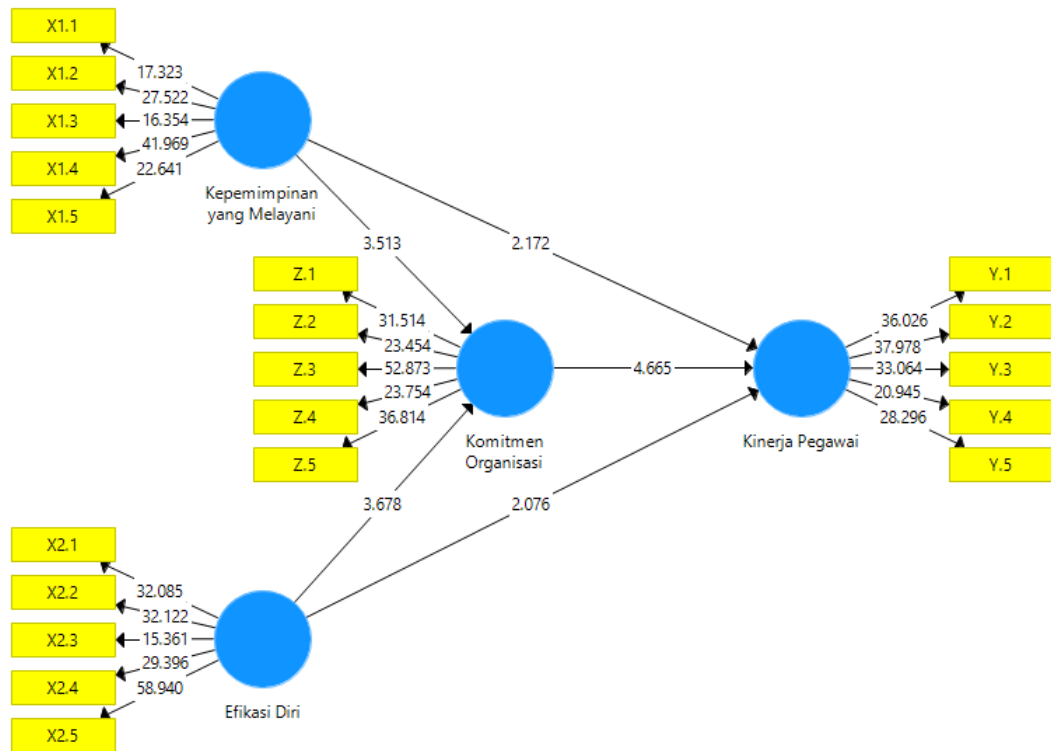 X1.1
X1.2
X1.3
X1.4
X1.5
17.323
27.522
16.354
41.969
22.641
Kepemimpinan
yang Melayani
3.513
2.172
Z.1
Z.2
Z.3
Z.4
Z.5
31.514
23.454
52.873
23.754
36.814
Komitmen
Organisasi
4.665
Y.1
Y.2
Y.3
Y.4
Y.5
36.026
37.978
33.064
20.945
28.296
Kinerja Pegawai
3.678
2.076
X2.1
X2.2
X2.3
X2.4
X2.5
32.085
32.122
15.361
29.396
58.940
Efikasi Diri